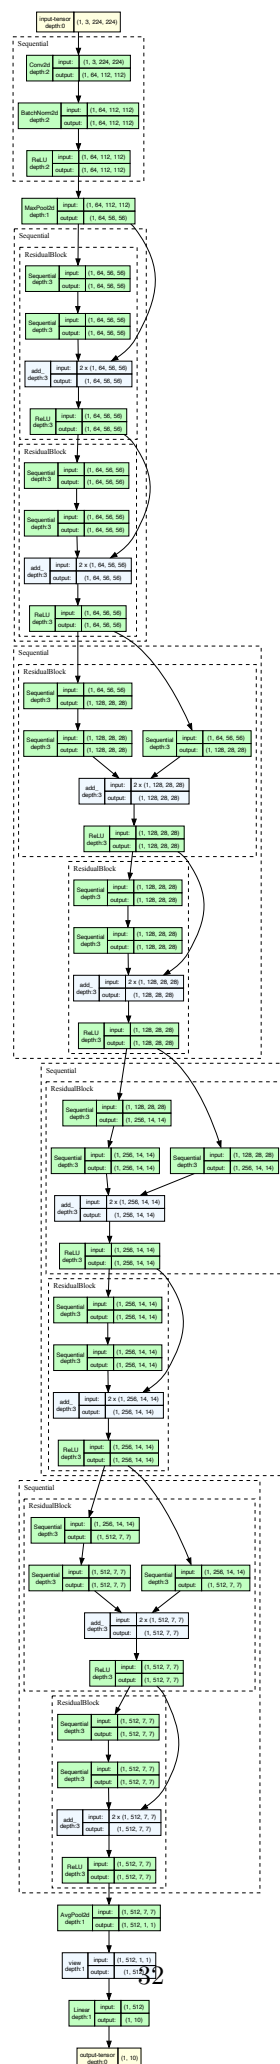 input-tensor (1, 3, 224, 224)
depth:0
Sequential
Conv2d input: (1, 3, 224, 224)
depth:2 output: (1, 64, 112, 112)
BatchNorm2d input: (1, 64, 112, 112)
depth:2 output: (1, 64, 112, 112)
ReLU input: (1, 64, 112, 112)
depth:2 output: (1, 64, 112, 112)
MaxPool2d input: (1, 64, 112, 112)
depth:1 output: (1, 64, 56, 56)
Sequential
ResidualBlock
Sequential input: (1, 64, 56, 56)
depth:3 output: (1, 64, 56, 56)
Sequential input: (1, 64, 56, 56)
depth:3 output: (1, 64, 56, 56)
add_ input: 2 x (1, 64, 56, 56)
depth:3 output: (1, 64, 56, 56)
ReLU input: (1, 64, 56, 56)
depth:3 output: (1, 64, 56, 56)
ResidualBlock
Sequential input: (1, 64, 56, 56)
depth:3 output: (1, 64, 56, 56)
Sequential input: (1, 64, 56, 56)
depth:3 output: (1, 64, 56, 56)
add_ input: 2 x (1, 64, 56, 56)
depth:3 output: (1, 64, 56, 56)
ReLU input: (1, 64, 56, 56)
depth:3 output: (1, 64, 56, 56)
Sequential
ResidualBlock
Sequential input: (1, 64, 56, 56)
depth:3 output: (1, 128, 28, 28)
Sequential input: (1, 128, 28, 28) Sequential input: (1, 64, 56, 56)
depth:3 output: (1, 128, 28, 28) depth:3 output: (1, 128, 28, 28)
add_ input: 2 x (1, 128, 28, 28)
depth:3 output: (1, 128, 28, 28)
ReLU input: (1, 128, 28, 28)
depth:3 output: (1, 128, 28, 28)
ResidualBlock
Sequential input: (1, 128, 28, 28)
depth:3 output: (1, 128, 28, 28)
Sequential input: (1, 128, 28, 28)
depth:3 output: (1, 128, 28, 28)
add_ input: 2 x (1, 128, 28, 28)
depth:3 output: (1, 128, 28, 28)
ReLU input: (1, 128, 28, 28)
depth:3 output: (1, 128, 28, 28)
Sequential
ResidualBlock
Sequential input: (1, 128, 28, 28)
depth:3 output: (1, 256, 14, 14)
Sequential input: (1, 256, 14, 14) Sequential input: (1, 128, 28, 28)
depth:3 output: (1, 256, 14, 14) depth:3 output: (1, 256, 14, 14)
add_ input: 2 x (1, 256, 14, 14)
depth:3 output: (1, 256, 14, 14)
ReLU input: (1, 256, 14, 14)
depth:3 output: (1, 256, 14, 14)
ResidualBlock
Sequential input: (1, 256, 14, 14)
depth:3 output: (1, 256, 14, 14)
Sequential input: (1, 256, 14, 14)
depth:3 output: (1, 256, 14, 14)
add_ input: 2 x (1, 256, 14, 14)
depth:3 output: (1, 256, 14, 14)
ReLU input: (1, 256, 14, 14)
depth:3 output: (1, 256, 14, 14)
Sequential
ResidualBlock
Sequential input: (1, 256, 14, 14)
depth:3 output: (1, 512, 7, 7)
Sequential input: (1, 512, 7, 7) Sequential input: (1, 256, 14, 14)
depth:3 output: (1, 512, 7, 7) depth:3 output: (1, 512, 7, 7)
add_ input: 2 x (1, 512, 7, 7)
depth:3 output: (1, 512, 7, 7)
ReLU input: (1, 512, 7, 7)
depth:3 output: (1, 512, 7, 7)
ResidualBlock
Sequential input: (1, 512, 7, 7)
depth:3 output: (1, 512, 7, 7)
Sequential input: (1, 512, 7, 7)
depth:3 output: (1, 512, 7, 7)
add_ input: 2 x (1, 512, 7, 7)
depth:3 output: (1, 512, 7, 7)
ReLU input: (1, 512, 7, 7)
depth:3 output: (1, 512, 7, 7)
AvgPool2d input: (1, 512, 7, 7)
depth:1 output: (1, 512, 1, 1)
view input: (1, 512, 1, 1)
depth:1 output:
32
Linear input: (1, 512)
depth:1 output: (1, 10)
output-tensor (1, 10)
depth:0